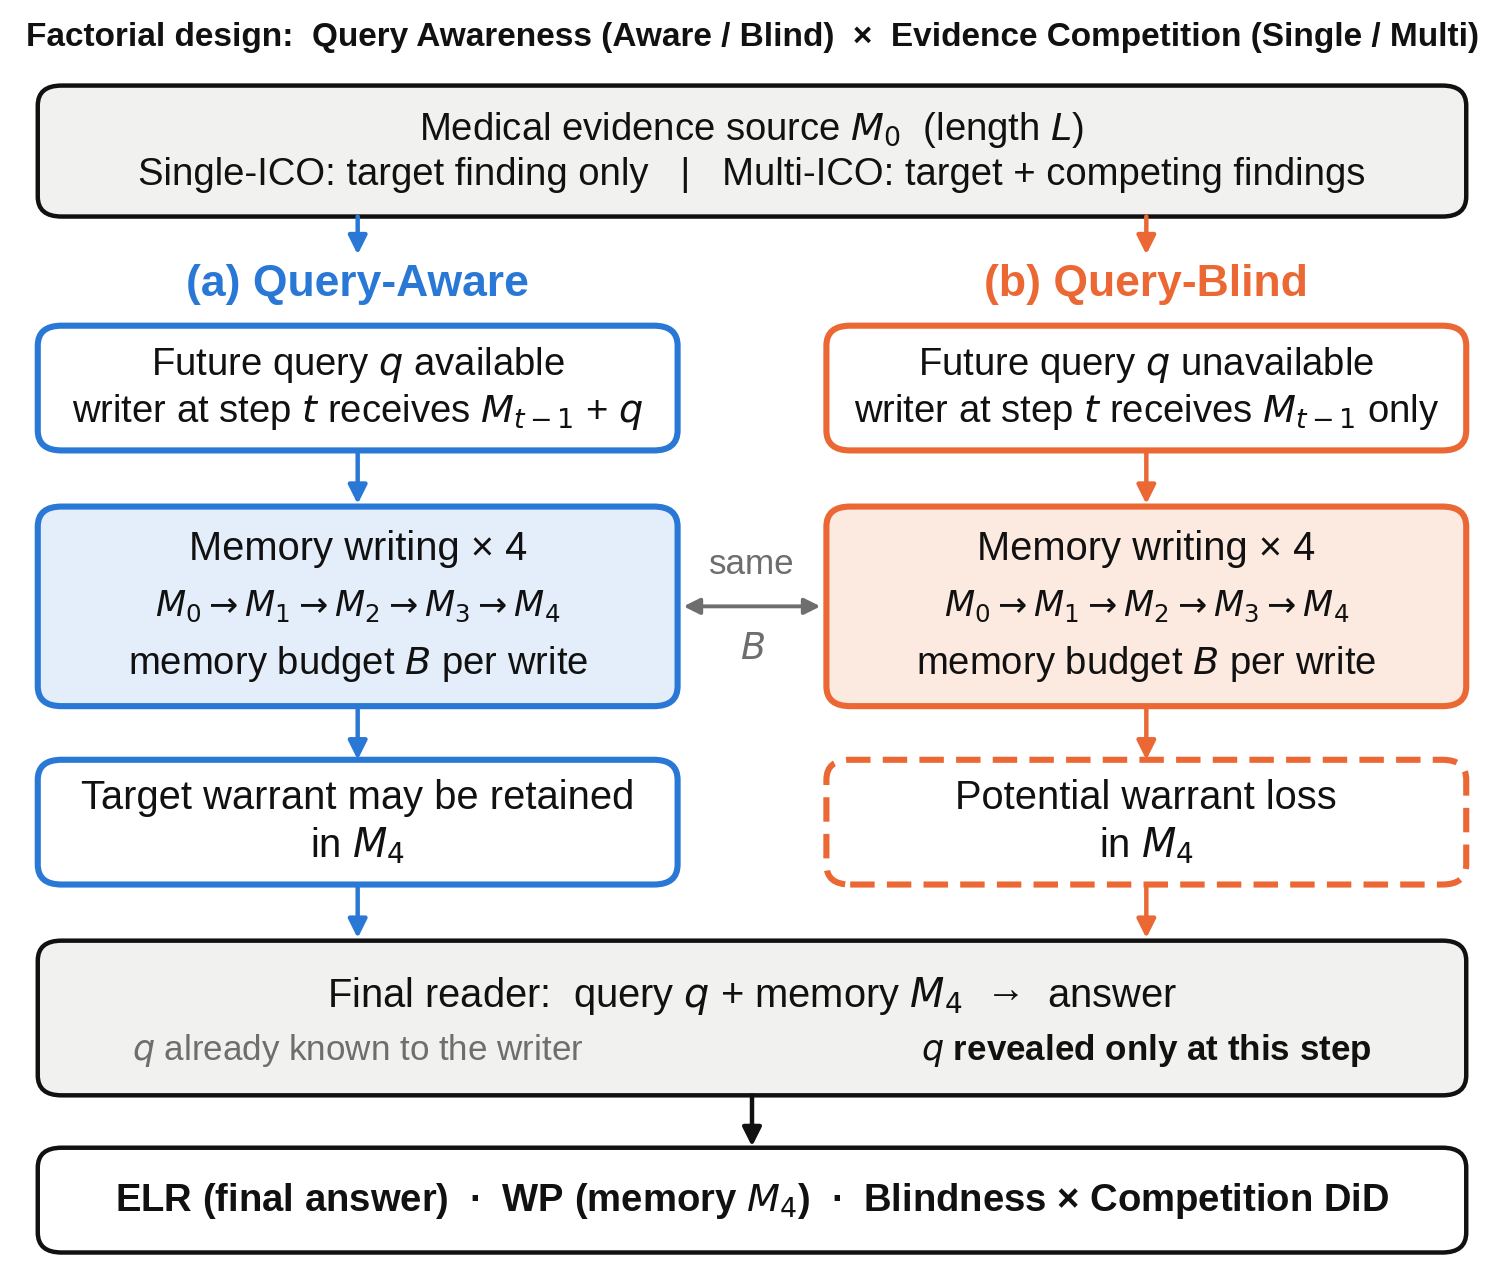 Factorial design: Query Awareness (Aware / Blind) × Evidence Competition (Single / Multi)
Medical evidence source M₀ (length L)
Single-ICO: target finding only | Multi-ICO: target + competing findings
(a) Query-Aware
Future query q available
writer at step t receives Mₜ₋₁ + q
Memory writing × 4
M₀ → M₁ → M₂ → M₃ → M₄
memory budget B per write
Target warrant may be retained
in M₄
same
B
(b) Query-Blind
Future query q unavailable
writer at step t receives Mₜ₋₁ only
Memory writing × 4
M₀ → M₁ → M₂ → M₃ → M₄
memory budget B per write
Potential warrant loss
in M₄
Final reader: query q + memory M₄ → answer
q already known to the writer
q revealed only at this step
ELR (final answer) · WP (memory M₄) · Blindness × Competition DiD